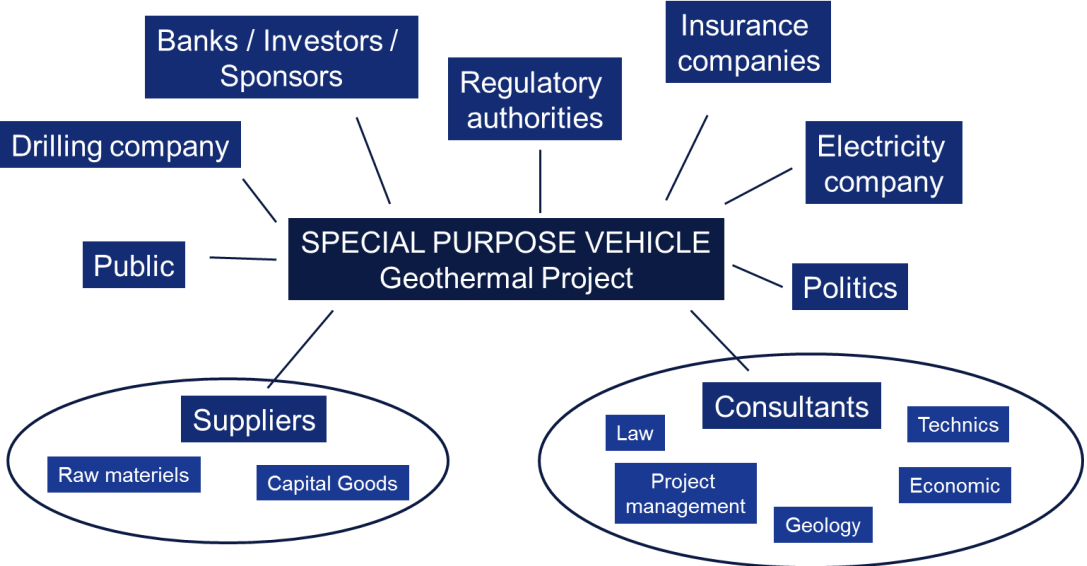 Banks / Investors /
Sponsors
Insurance
companies
Regulatory
authorities
Drilling company
Electricity
company
SPECIAL PURPOSE VEHICLE
Geothermal Project
Public
Politics
Suppliers
Raw materiels
Capital Goods
Consultants
Law
Technics
Project
management
Economic
Geology